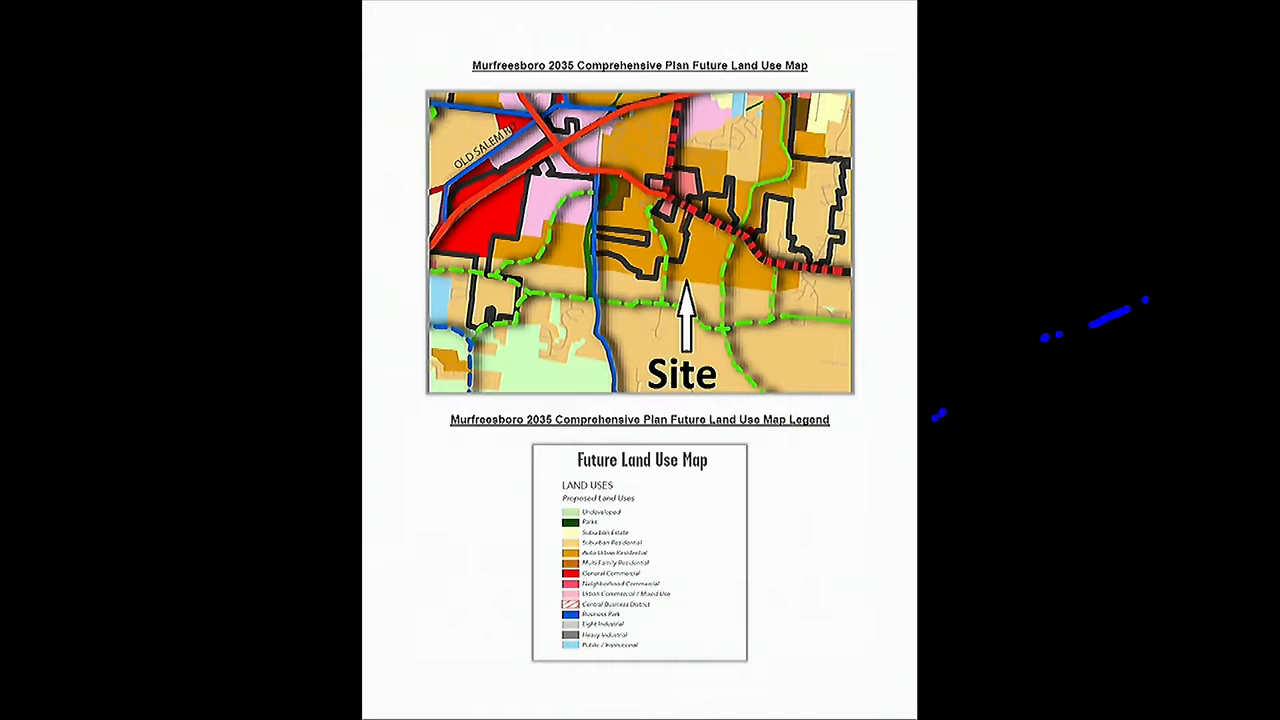 Murfreesboro 2035 Comprehensive Plan Future Land Use Map
OLD SALEM RD
Site
Murfreesboro 2035 Comprehensive Plan Future Land Use Map Legend
Future Land Use Map
LAND USES
Proposed Land Uses
Undeveloped
Parks
Suburban Estate
Suburban Residential
Auto Urban Residential
Multi Family Residential
General Commercial
Neighborhood Commercial
Urban Commercial / Mixed Use
Central Business District
Business Park
Light Industrial
Heavy Industrial
Public / Institutional